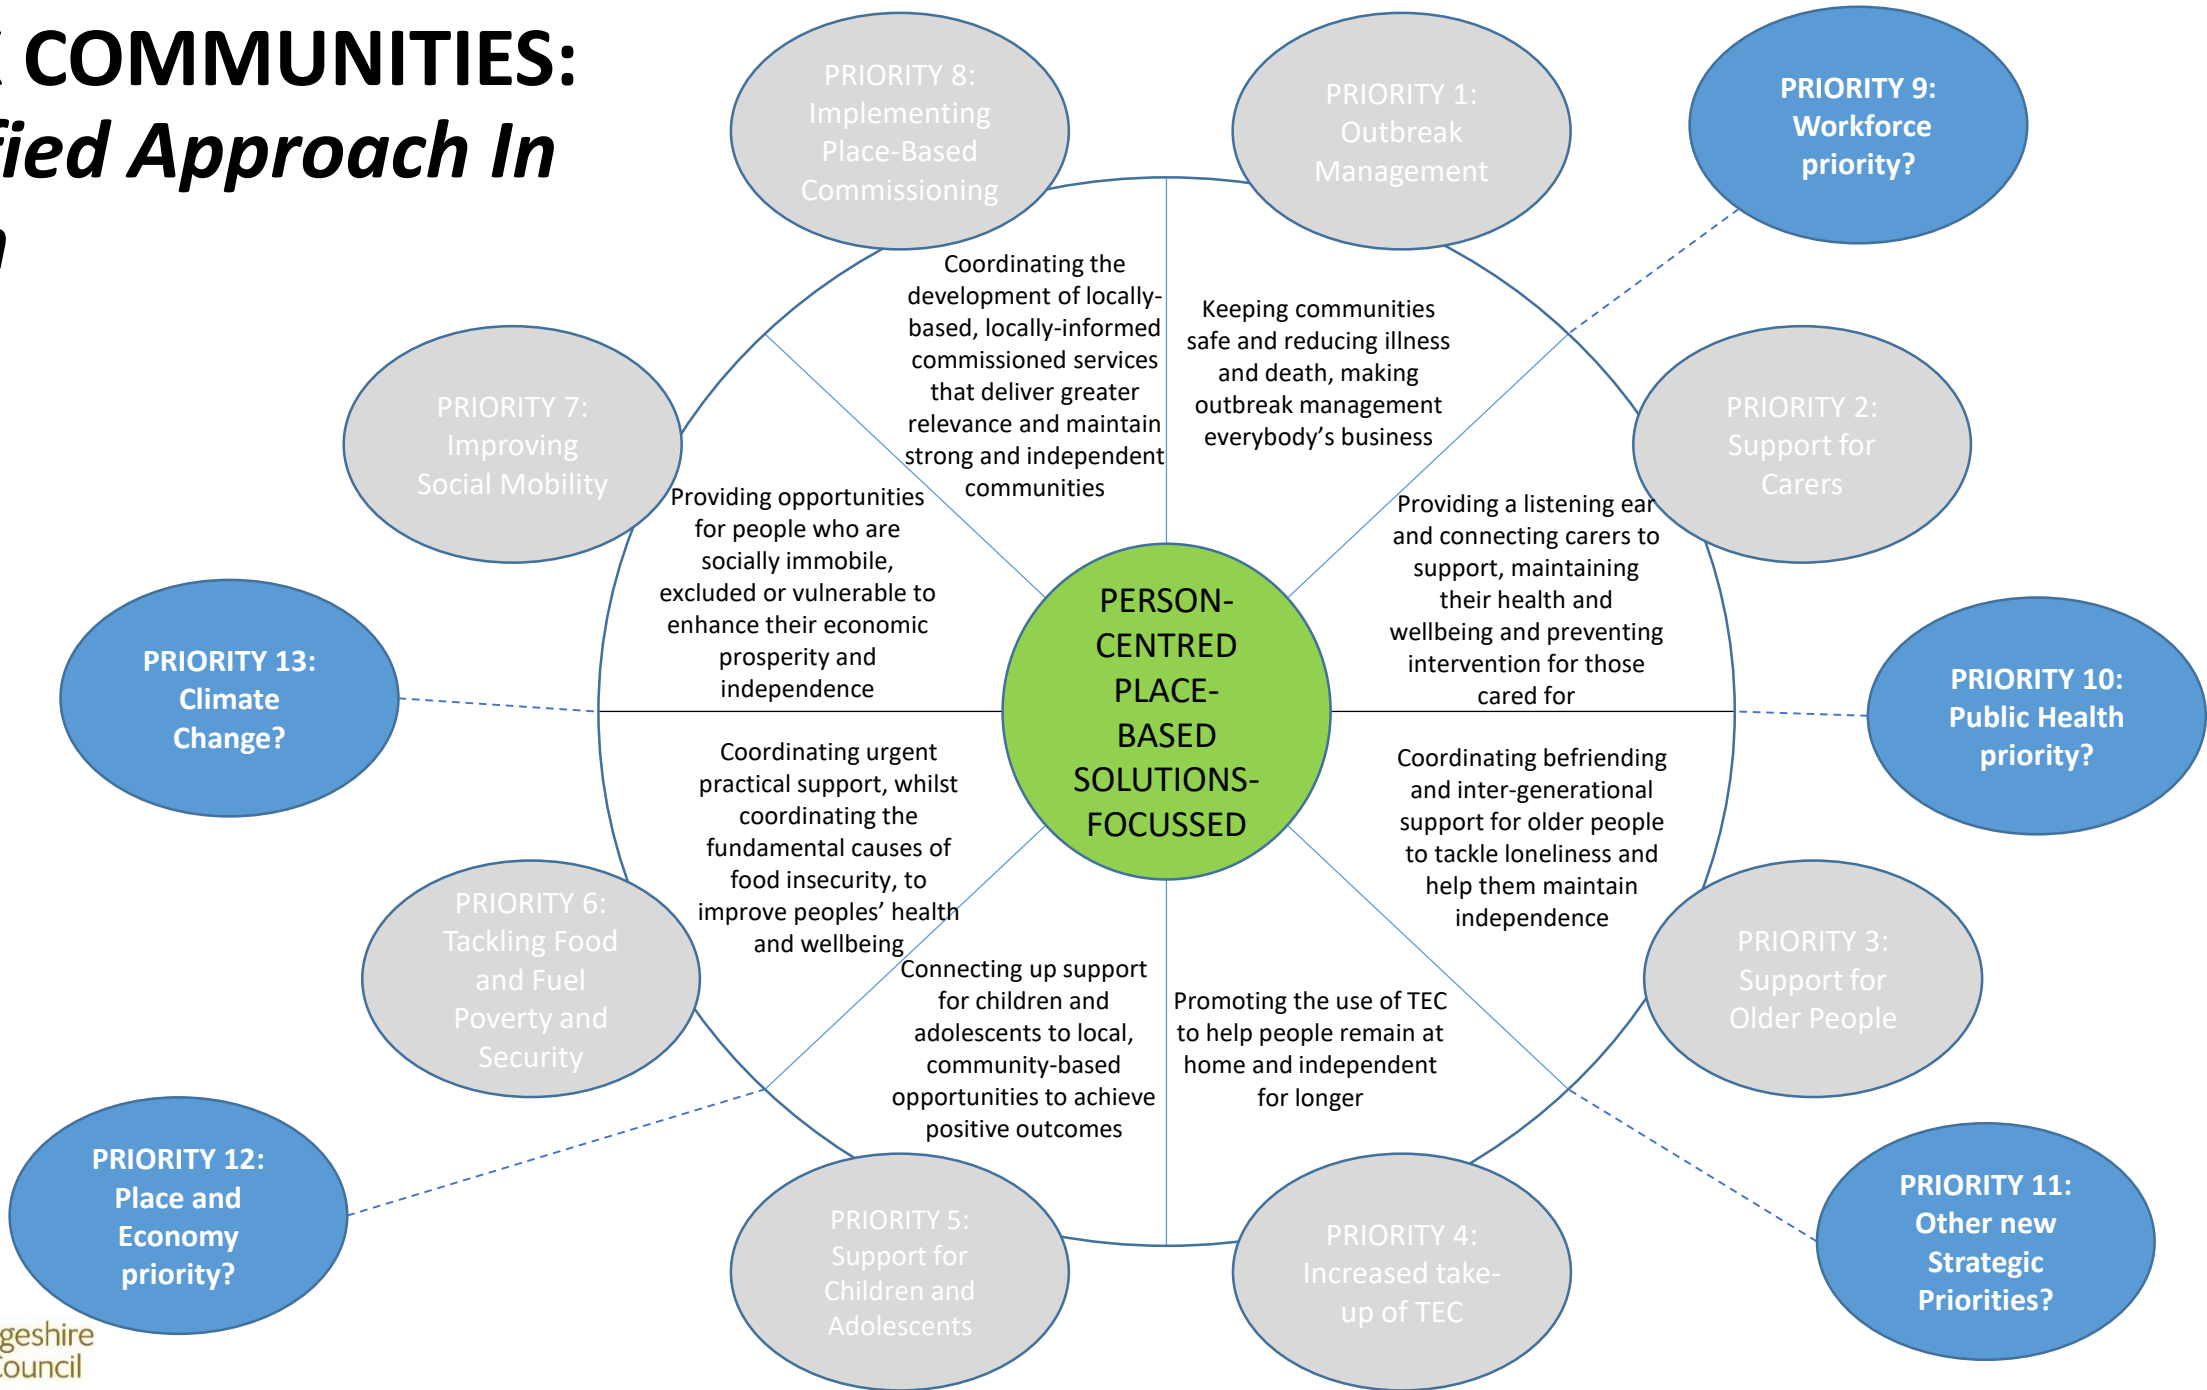 COMMUNITIES:
Approach In
PRIORITY 8:
Implementing
Place-Based
Commissioning
PRIORITY 1:
Outbreak
Management
PRIORITY 9:
Workforce
priority?
Coordinating the
development of locally-
based, locally-informed
commissioned services
that deliver greater
relevance and maintain
strong and independent
communities
Keeping communities
safe and reducing illness
and death, making
outbreak management
everybody's business
PRIORITY 7:
Improving
Social Mobility
PRIORITY 2:
Support for
Carers
Providing opportunities
for people who are
socially immobile,
excluded or vulnerable to
enhance their economic
prosperity and
independence
Providing a listening ear
and connecting carers to
support, maintaining
their health and
wellbeing and preventing
intervention for those
cared for
PERSON-
CENTRED
PLACE-
BASED
SOLUTIONS-
FOCUSSED
PRIORITY 13:
Climate
Change?
PRIORITY 10:
Public Health
priority?
Coordinating urgent
practical support, whilst
coordinating the
fundamental causes of
food insecurity, to
improve peoples' health
and wellbeing
Coordinating befriending
and inter-generational
support for older people
to tackle loneliness and
help them maintain
independence
PRIORITY 6:
Tackling Food
and Fuel
Poverty and
Security
PRIORITY 3:
Support for
Older People
Connecting up support
for children and
adolescents to local,
community-based
opportunities to achieve
positive outcomes
Promoting the use of TEC
to help people remain at
home and independent
for longer
PRIORITY 12:
Place and
Economy
priority?
PRIORITY 5:
Support for
Children and
Adolescents
PRIORITY 4:
Increased take-
up of TEC
PRIORITY 11:
Other new
Strategic
Priorities?
geshire
Council